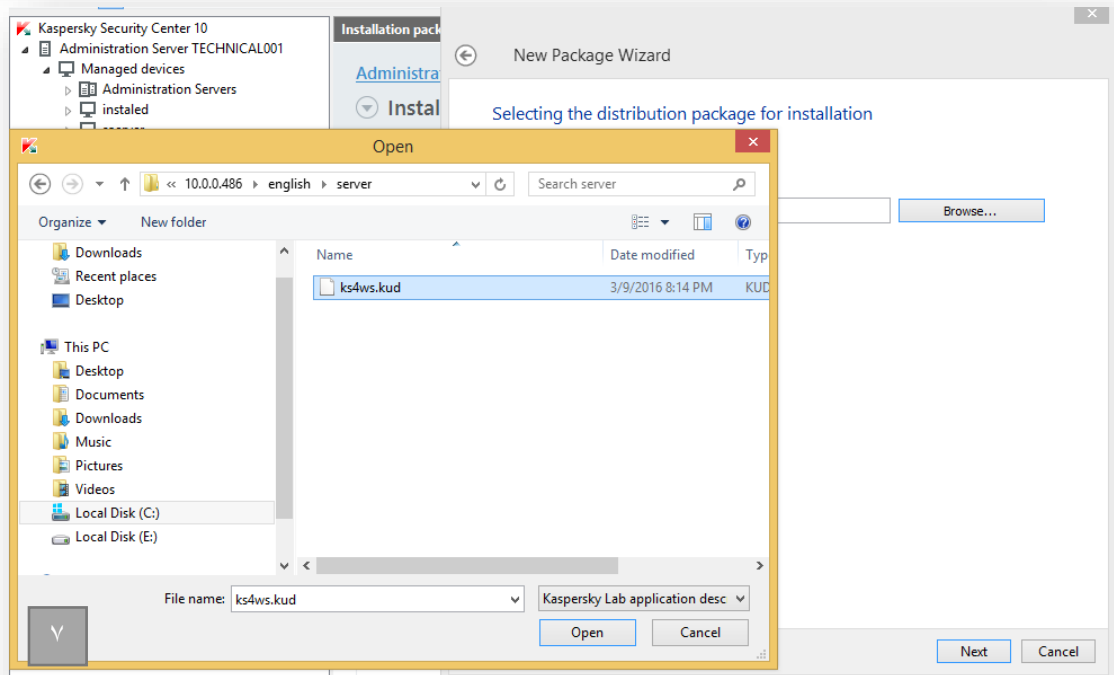 Kaspersky Security Center 10
Administration Server TECHNICAL001
Managed devices
Administration Servers
instaled
Installation pack
Administra
Instal
New Package Wizard
Selecting the distribution package for installation
Browse...
Open
« 10.0.0.486 english server
Search server
Organize New folder
Downloads
Recent places
Desktop
This PC
Desktop
Documents
Downloads
Music
Pictures
Videos
Local Disk (C:)
Local Disk (E:)
Name Date modified Typ
ks4ws.kud 3/9/2016 8:14 PM KUD
File name: ks4ws.kud Kaspersky Lab application desc
Open Cancel
۷
Next Cancel